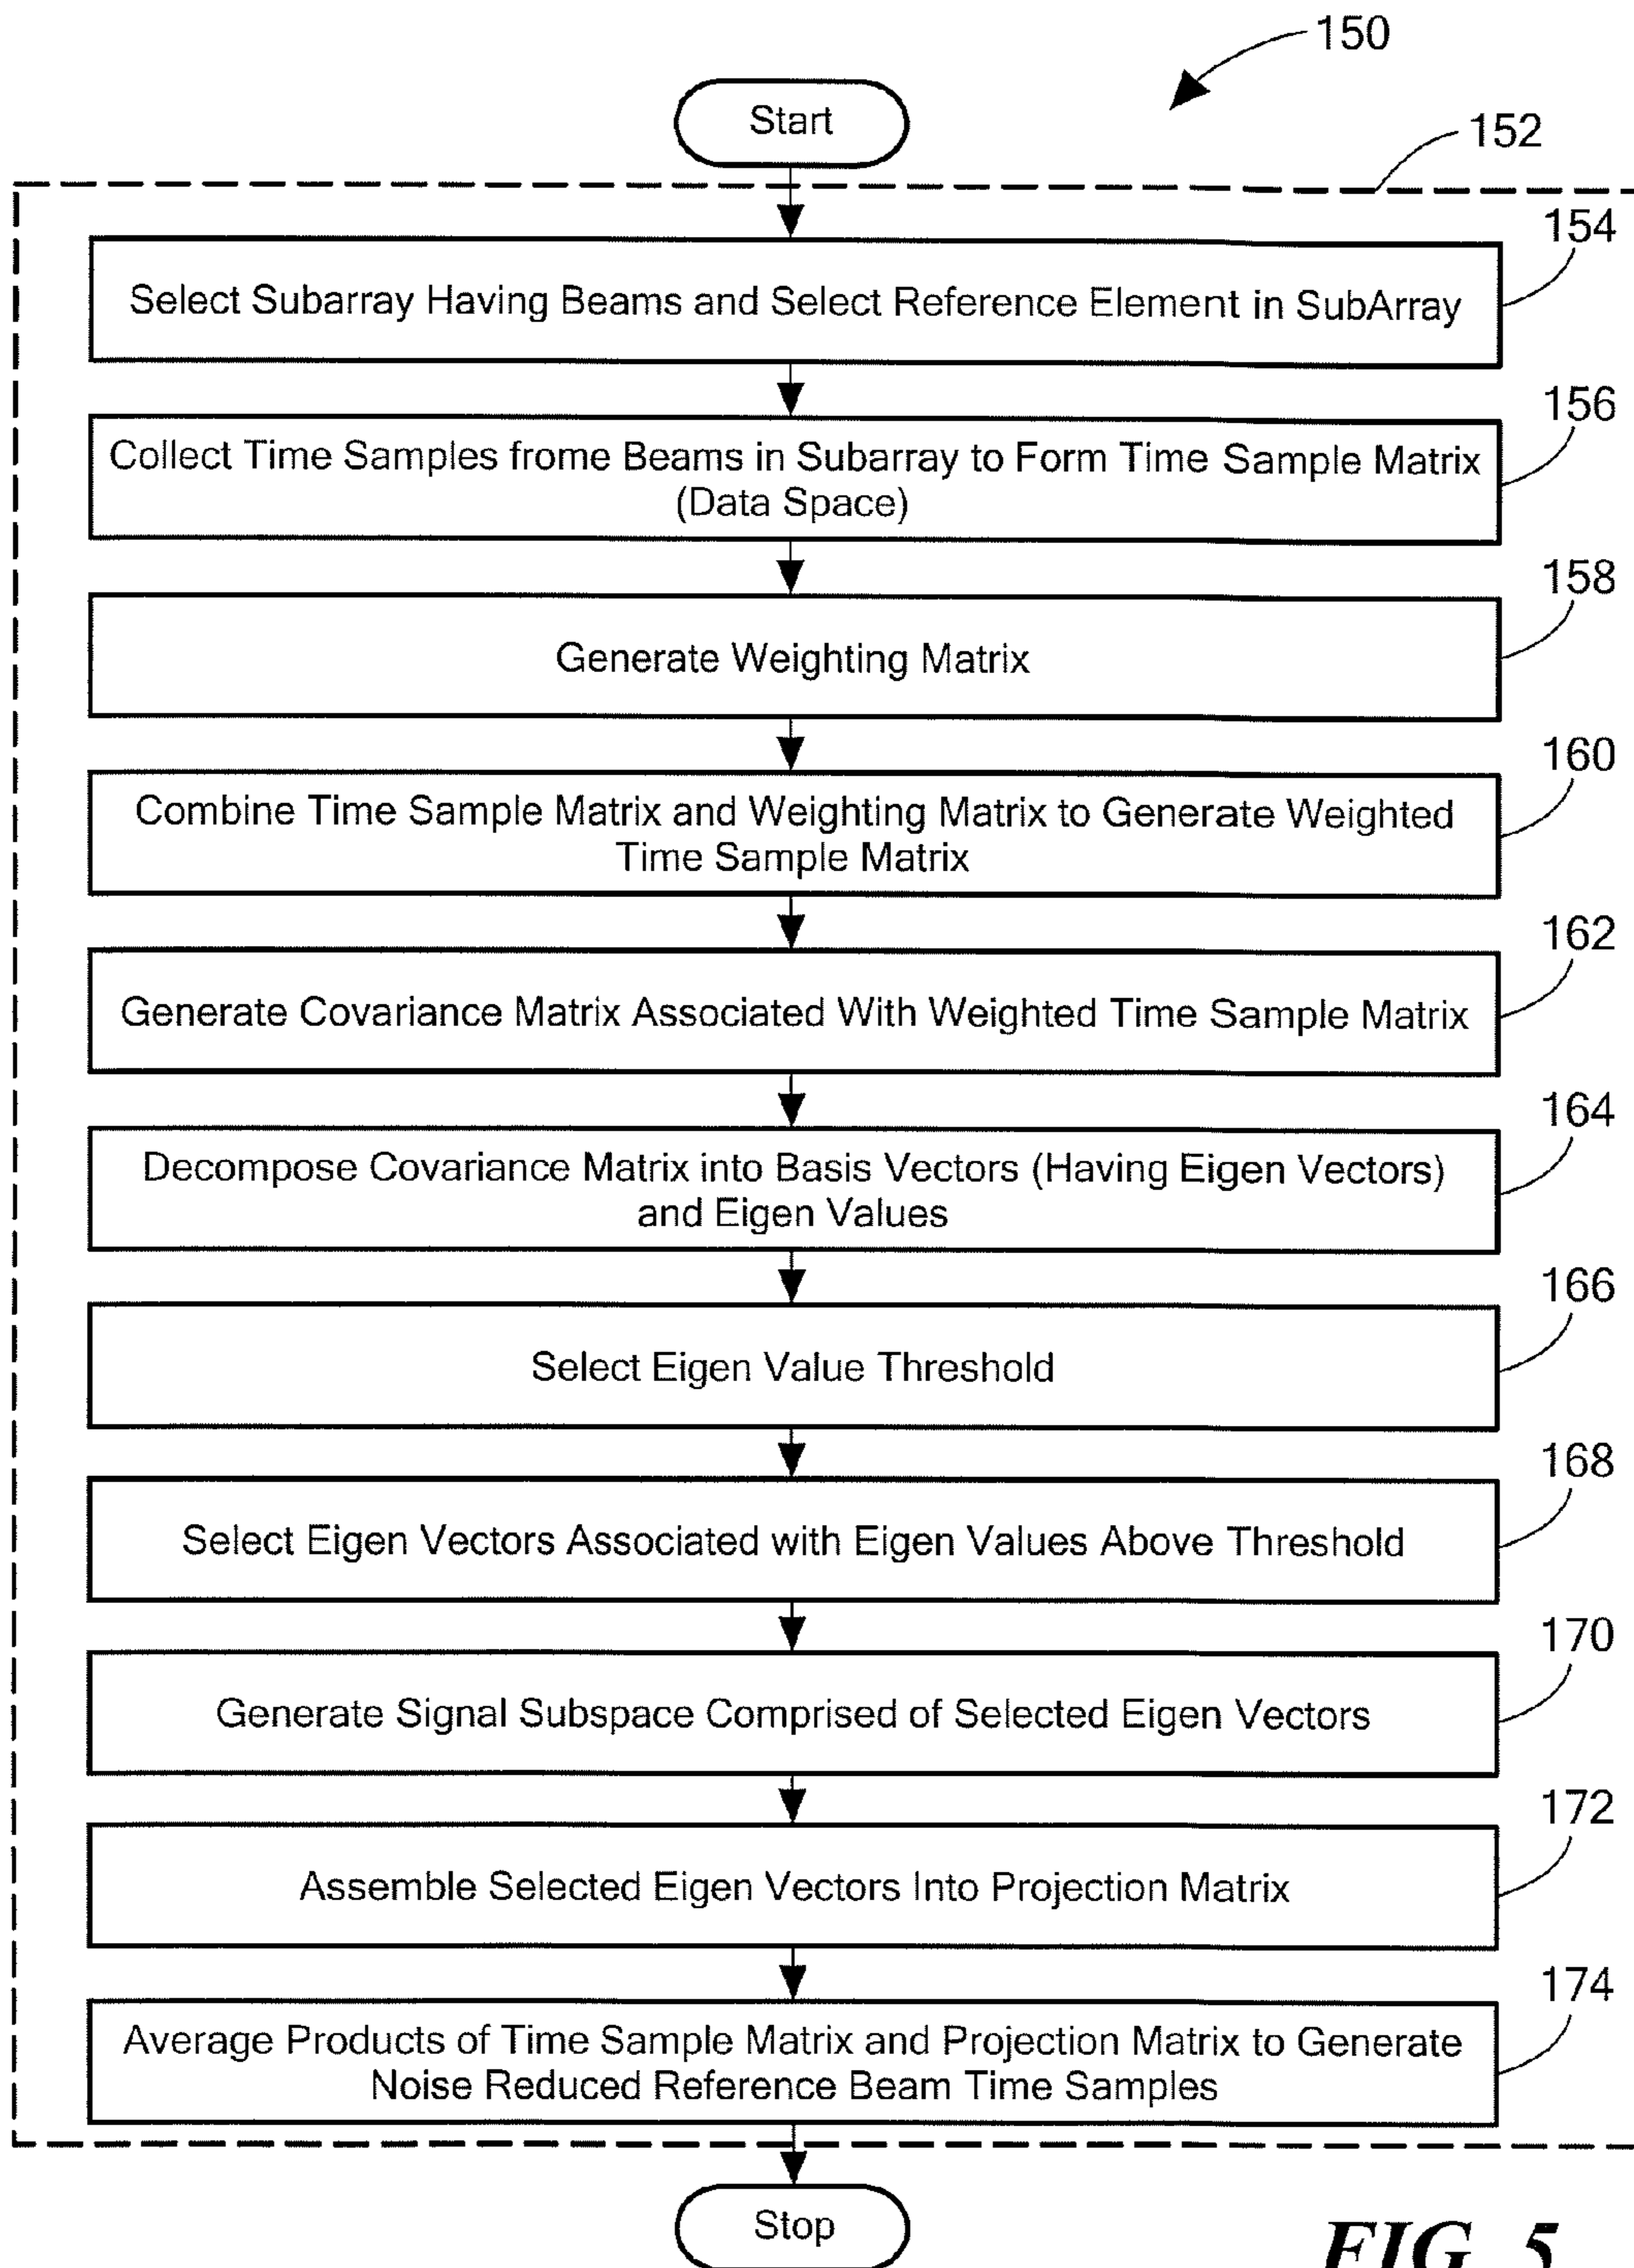 150
Start
152
154
Select Subarray Having Beams and Select Reference Element in SubArray
156
Collect Time Samples frome Beams in Subarray to Form Time Sample Matrix
(Data Space)
158
Generate Weighting Matrix
160
Combine Time Sample Matrix and Weighting Matrix to Generate Weighted
Time Sample Matrix
162
Generate Covariance Matrix Associated With Weighted Time Sample Matrix
164
Decompose Covariance Matrix into Basis Vectors (Having Eigen Vectors)
and Eigen Values
166
Select Eigen Value Threshold
168
Select Eigen Vectors Associated with Eigen Values Above Threshold
170
Generate Signal Subspace Comprised of Selected Eigen Vectors
172
Assemble Selected Eigen Vectors Into Projection Matrix
174
Average Products of Time Sample Matrix and Projection Matrix to Generate
Noise Reduced Reference Beam Time Samples
Stop
FIG. 5